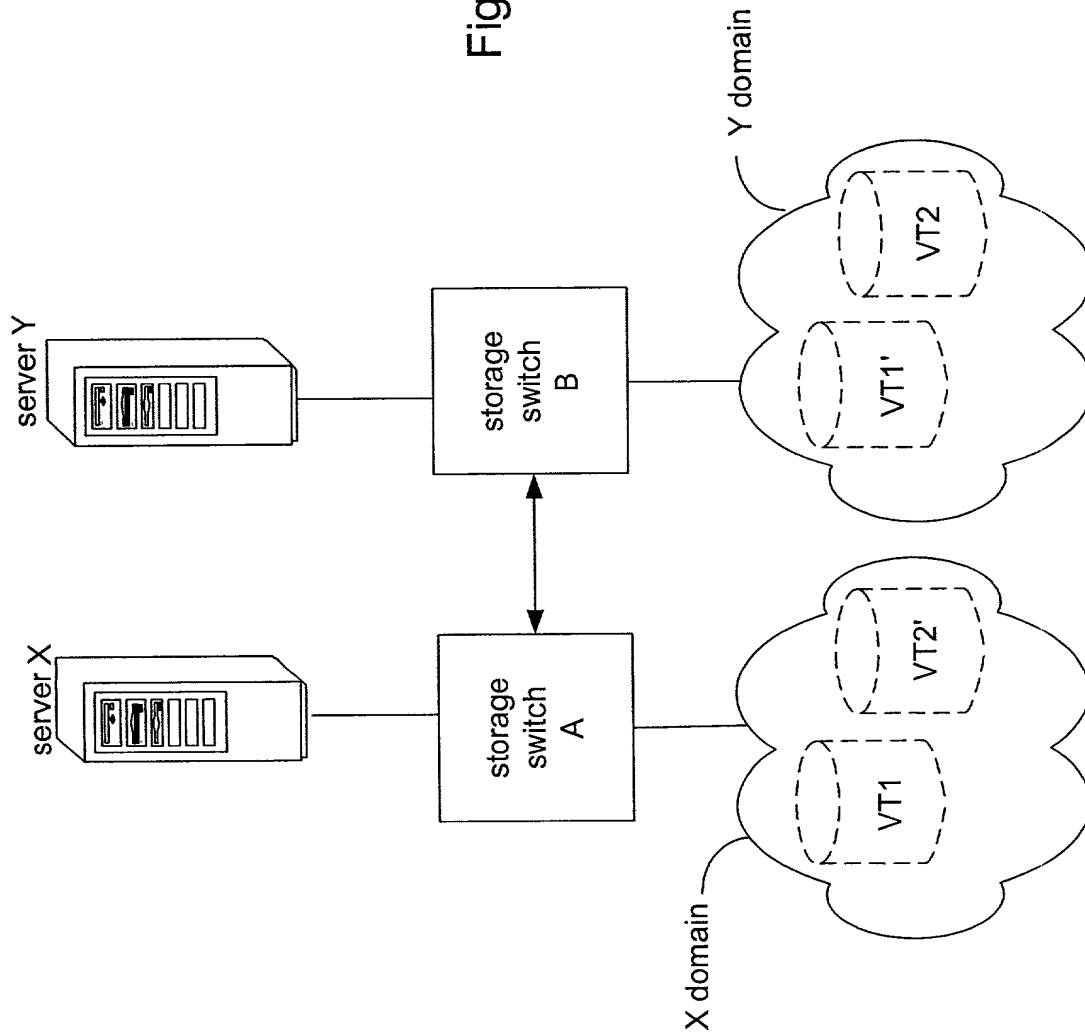 server X
server Y
Fig
storage
switch
A
storage
switch
B
X domain
Y domain
VT1
VT2'
VT1'
VT2